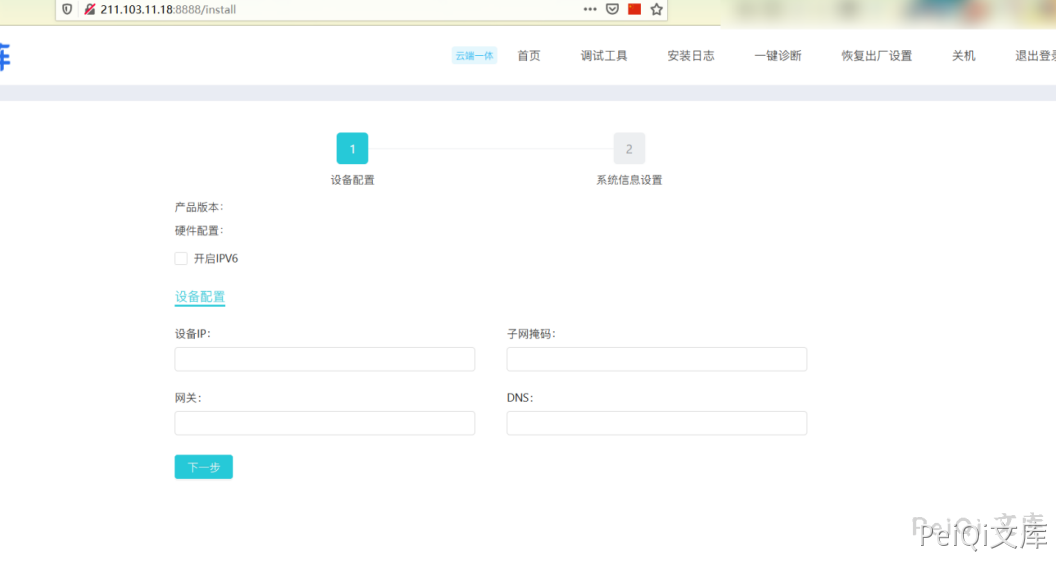 211.103.11.18:8888/install
云端一体 首页 调试工具 安装日志 一键诊断 恢复出厂设置 关机 退出登录
1 2
设备配置 系统信息设置
产品版本：
硬件配置：
开启IPV6
设备配置
设备IP： 子网掩码：
网关： DNS：
下一步
PeiQi 文库
PeiQi文库